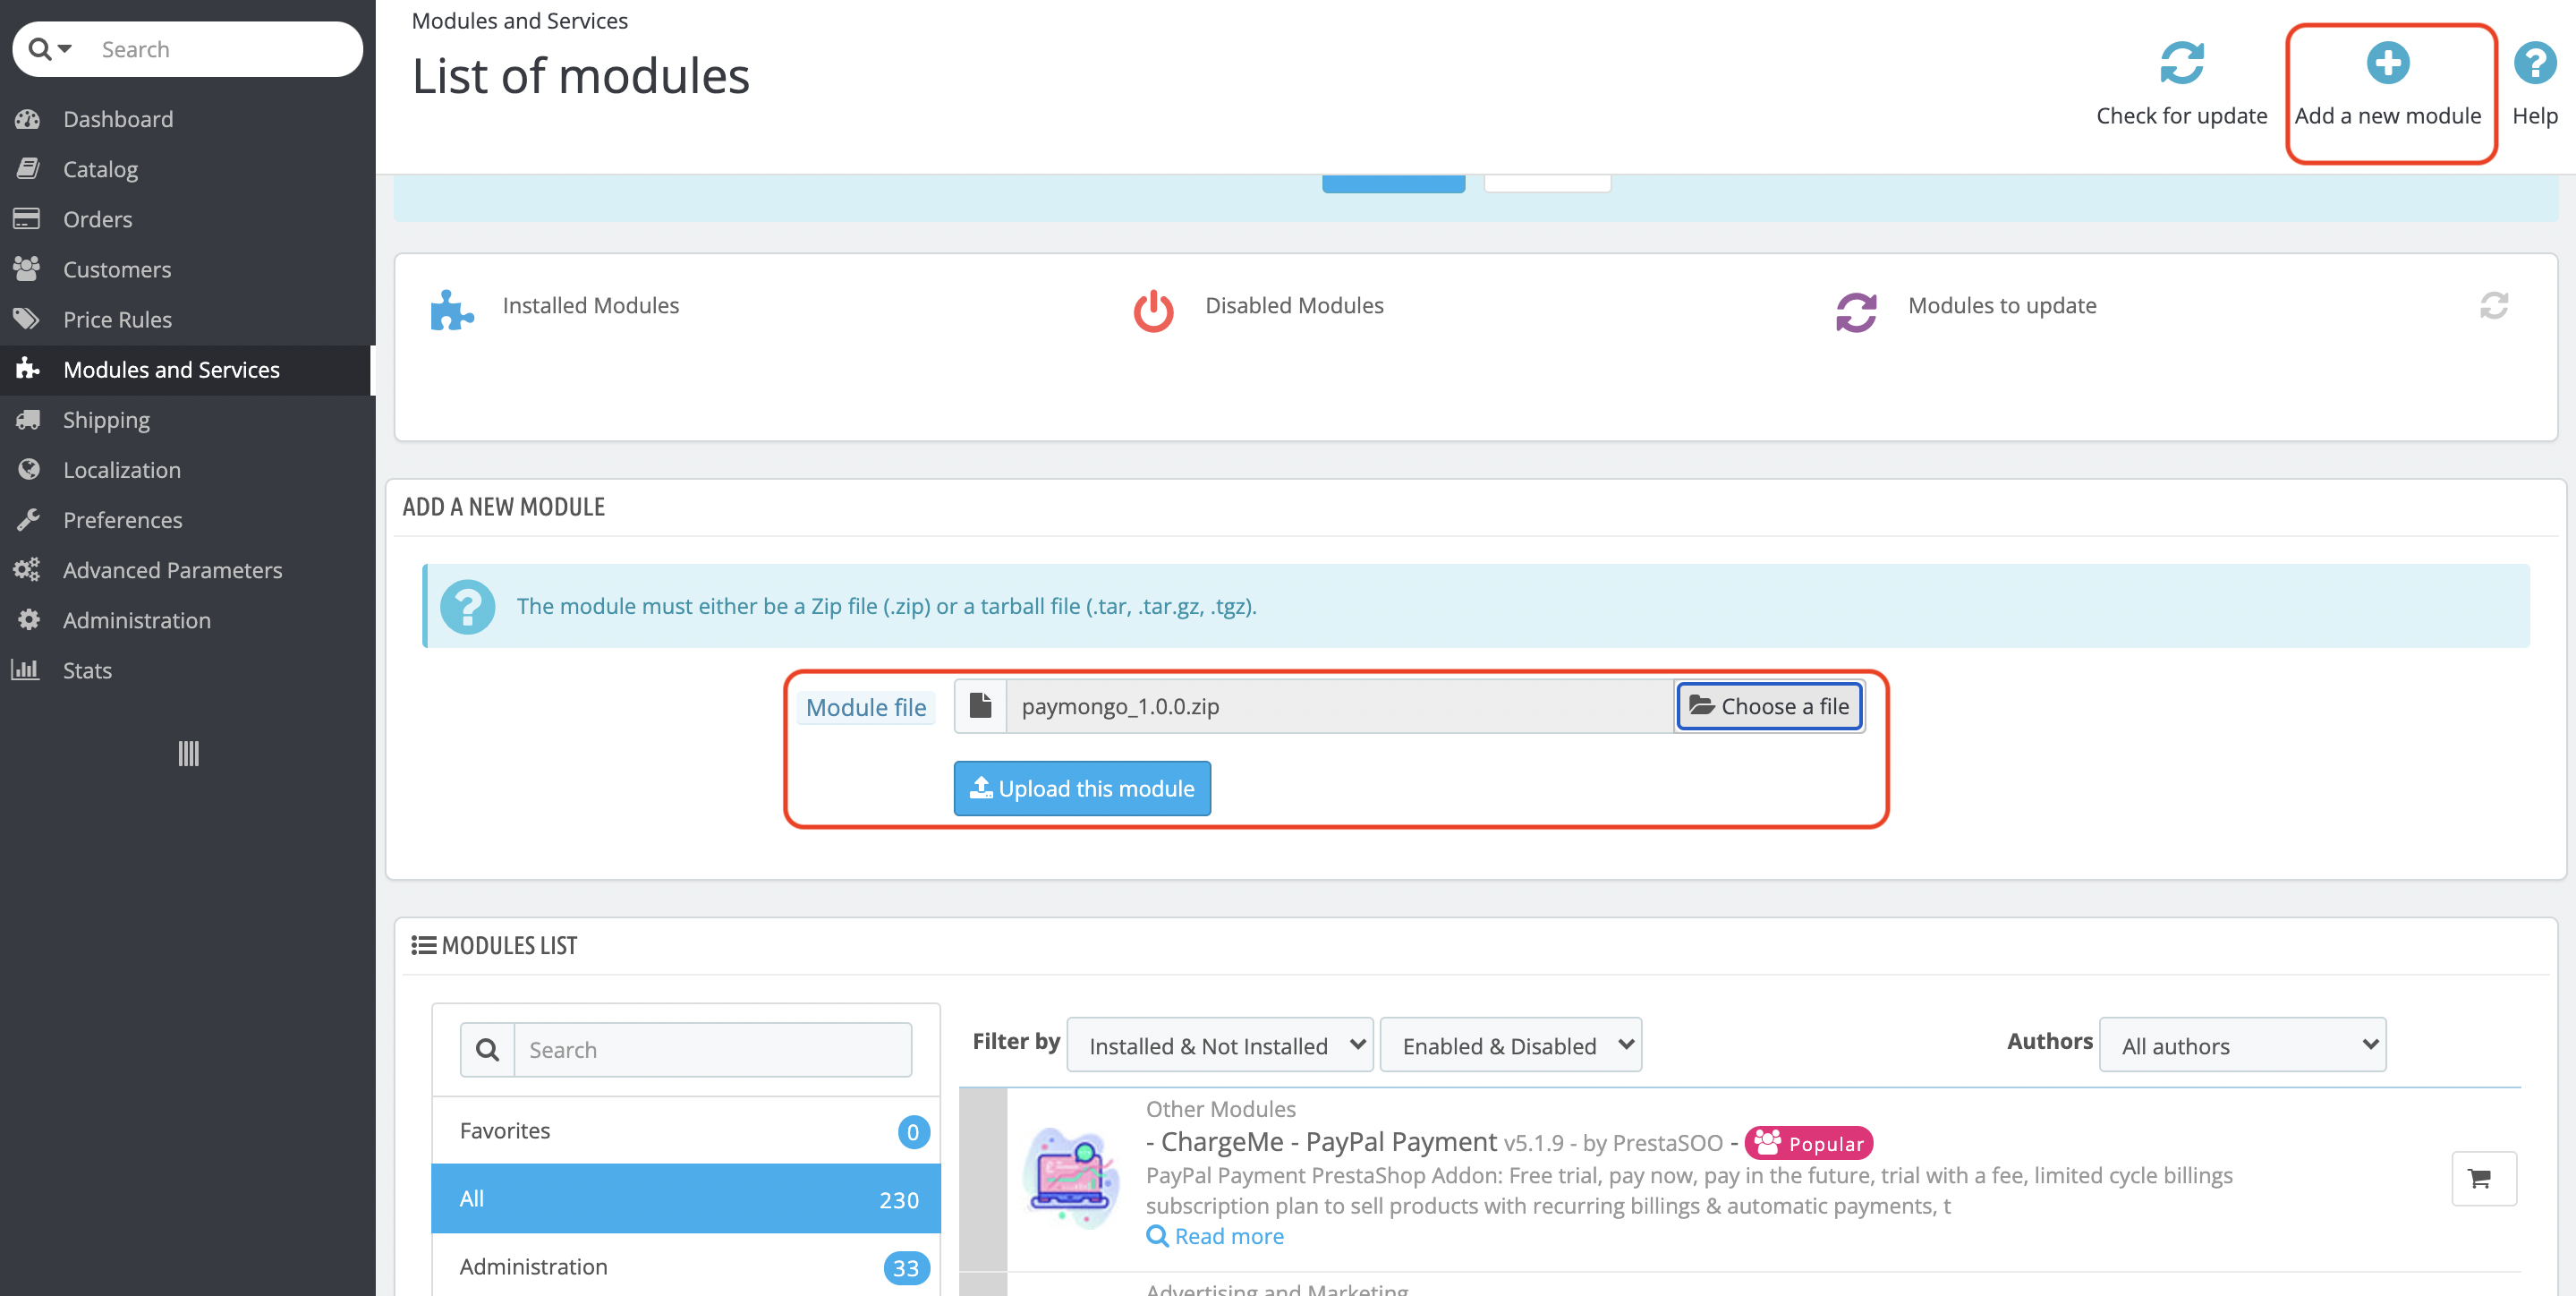 Search
Dashboard
Catalog
Orders
Customers
Price Rules
Modules and Services
Shipping
Localization
Preferences
Advanced Parameters
Administration
Stats
Modules and Services
List of modules
Check for update
Add a new module
Help
Installed Modules
Disabled Modules
Modules to update
ADD A NEW MODULE
The module must either be a Zip file (.zip) or a tarball file (.tar, .tar.gz, .tgz).
Module file
paymongo_1.0.0.zip
Choose a file
Upload this module
MODULES LIST
Search
Favorites 0
All 230
Administration 33
Filter by Installed & Not Installed Enabled & Disabled
Authors All authors
Other Modules
- ChargeMe - PayPal Payment v5.1.9 - by PrestaSOO - Popular
PayPal Payment PrestaShop Addon: Free trial, pay now, pay in the future, trial with a fee, limited cycle billings
subscription plan to sell products with recurring billings & automatic payments, t
Read more
Advertising and Marketing